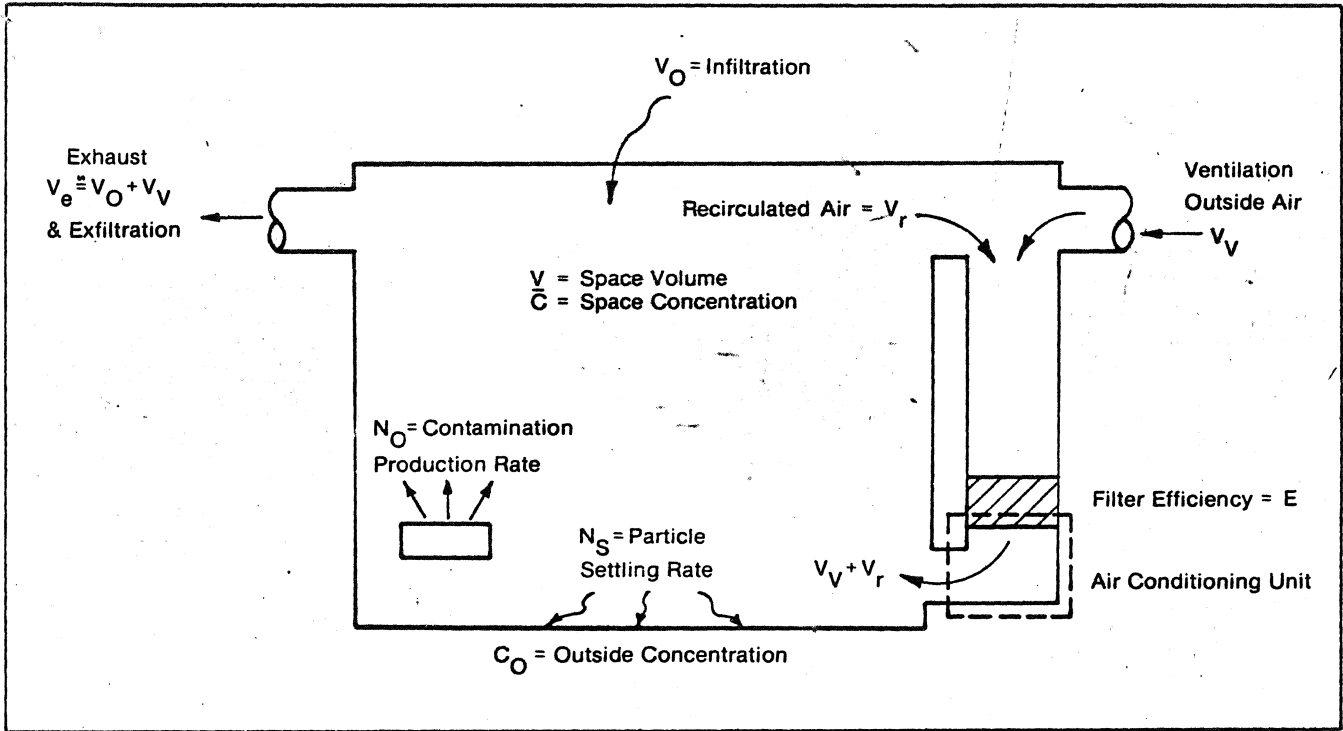 V_O = Infiltration
Exhaust
V_e ≅ V_O + V_V
& Exfiltration
Ventilation
Outside Air
V_V
Recirculated Air = V_r
V = Space Volume
C̄ = Space Concentration
N_O = Contamination
Production Rate
Filter Efficiency = E
N_S = Particle
Settling Rate
V_V + V_r
Air Conditioning Unit
C_O = Outside Concentration